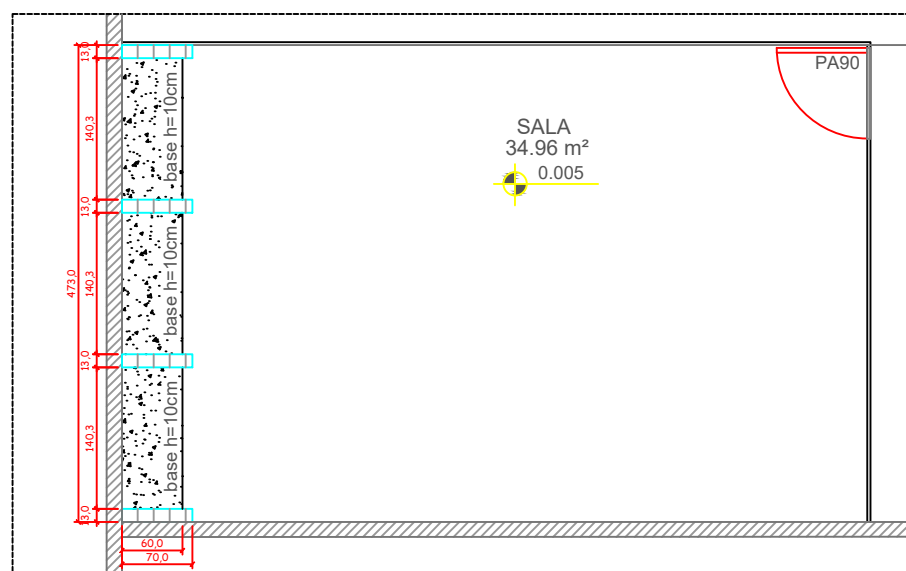 13,0
PA90
140,3
base h=10cm
SALA
34.96 m²
0.005
13,0
473,0
140,3
base h=10cm
13,0
140,3
base h=10cm
13,0
60,0
70,0